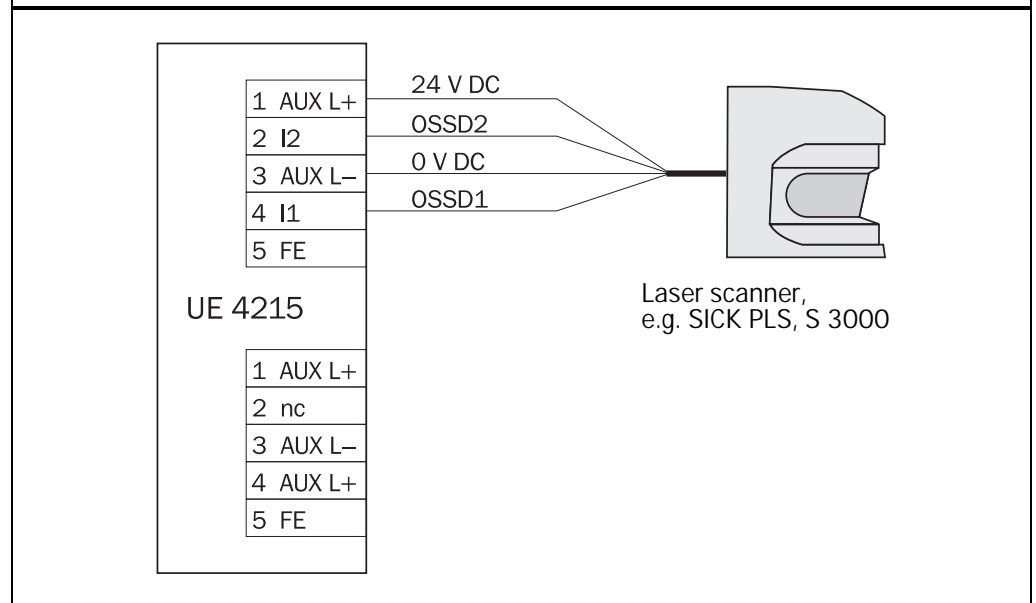 1 AUX L+
2 I2
3 AUX L–
4 I1
5 FE
24 V DC
OSSD2
0 V DC
OSSD1
UE 4215
Laser scanner,
e.g. SICK PLS, S 3000
1 AUX L+
2 nc
3 AUX L–
4 AUX L+
5 FE